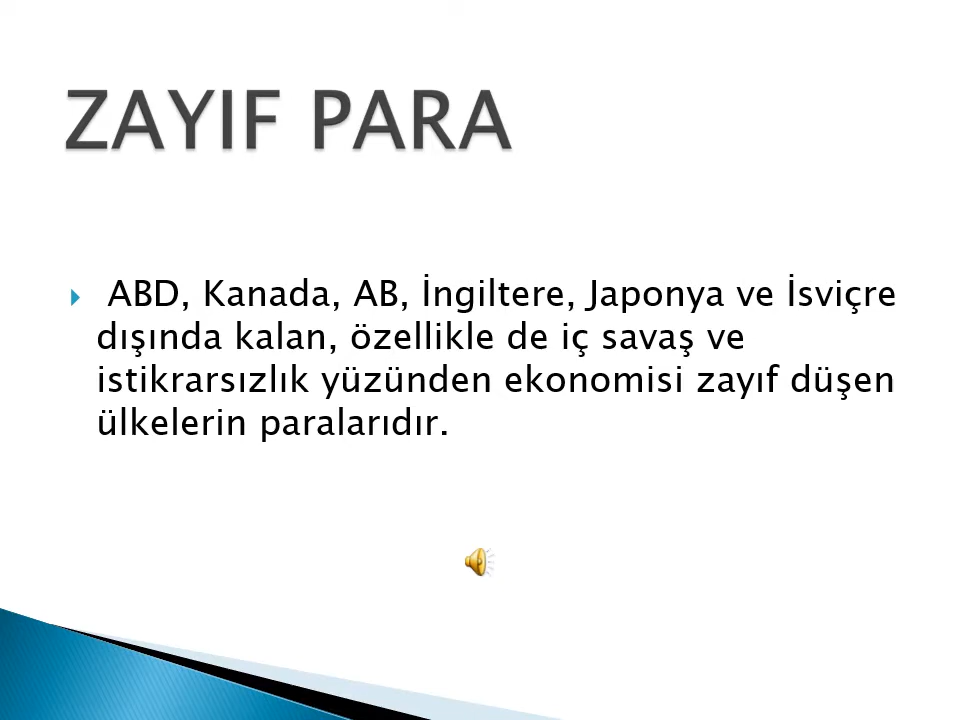 ZAYIF PARA
ABD, Kanada, AB, İngiltere, Japonya ve İsviçre
dışında kalan, özellikle de iç savaş ve
istikrarsızlık yüzünden ekonomisi zayıf düşen
ülkelerin paralarıdır.